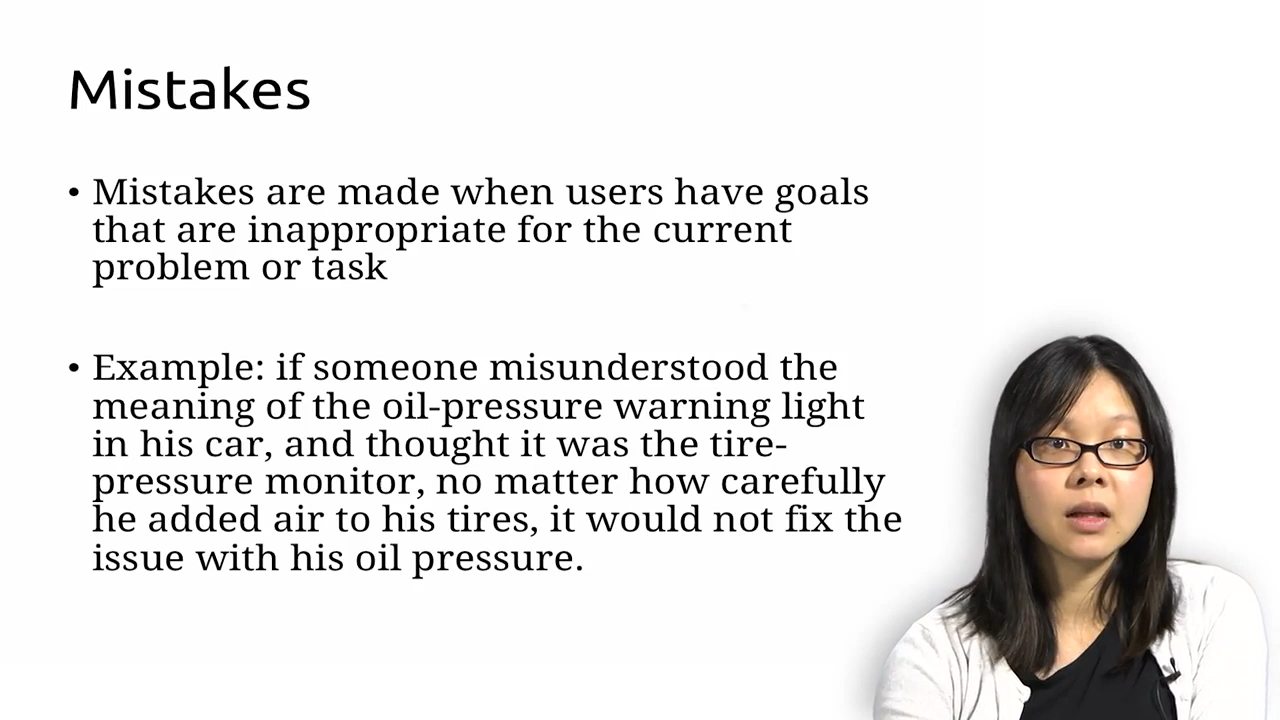 Mistakes
• Mistakes are made when users have goals
that are inappropriate for the current
problem or task
• Example: if someone misunderstood the
meaning of the oil-pressure warning light
in his car, and thought it was the tire-
pressure monitor, no matter how carefully
he added air to his tires, it would not fix the
issue with his oil pressure.